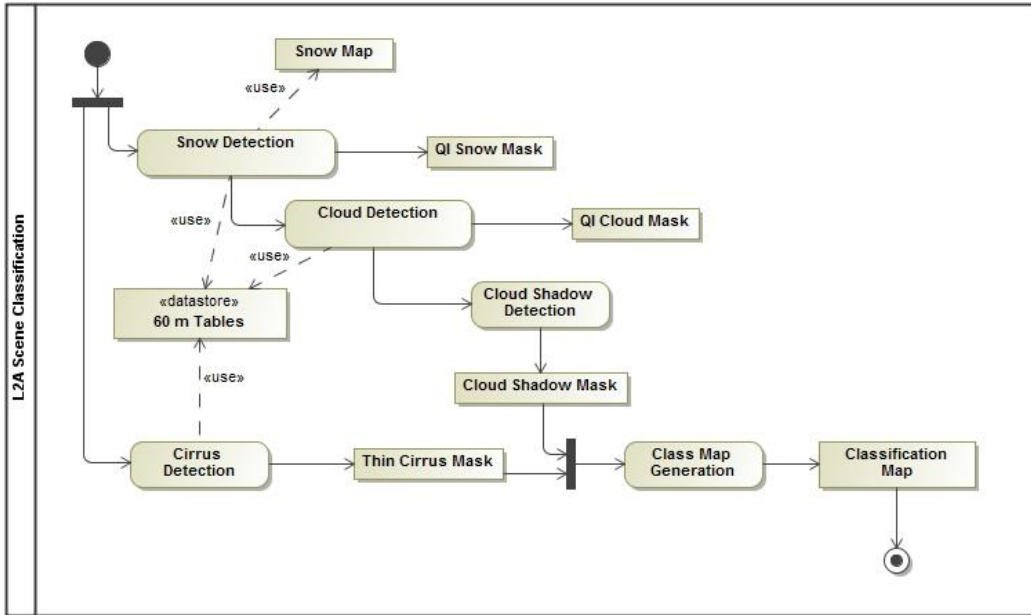 L2A Scene Classification
Snow Map
«use»
Snow Detection
QI Snow Mask
«use»
Cloud Detection
QI Cloud Mask
«use»
Cloud Shadow
Detection
«datastore»
60 m Tables
«use»
Cloud Shadow Mask
Cirrus
Detection
Thin Cirrus Mask
Class Map
Generation
Classification
Map